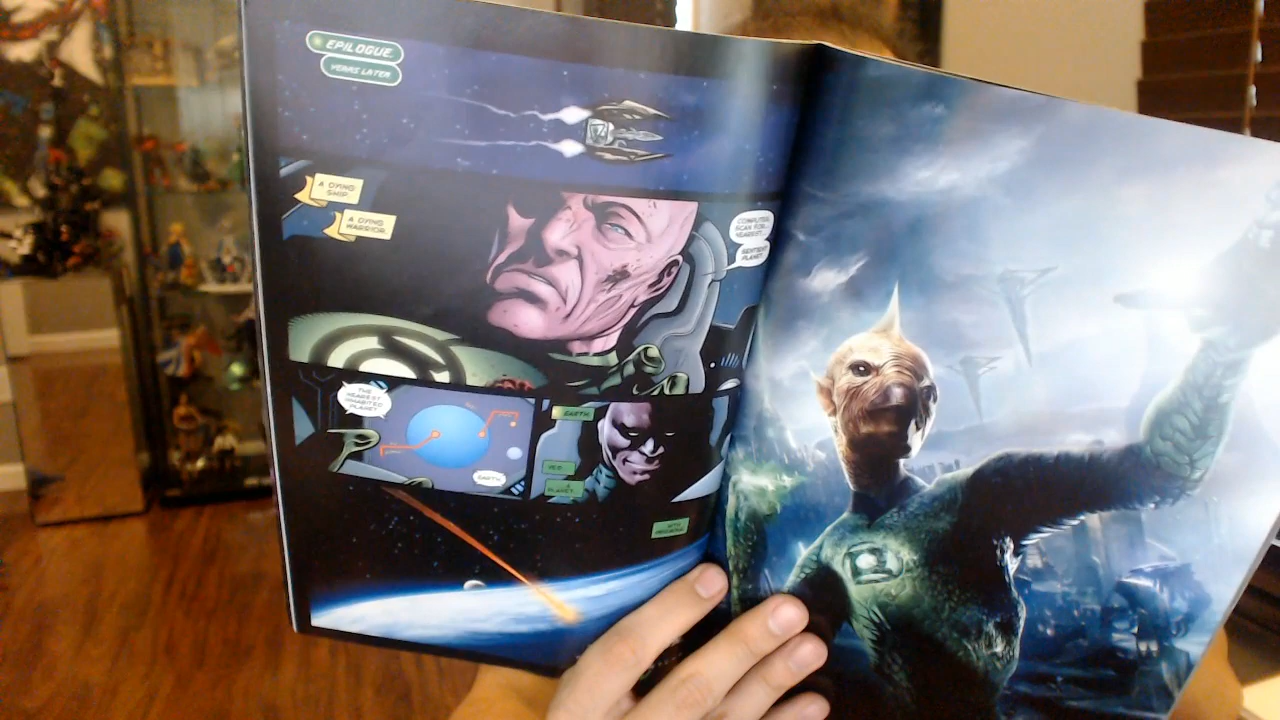 EPILOGUE
YEARS LATER
A DYING
SHIP.
A DYING
WARRIOR.
COMPUTER,
SCAN FOR...
NEAREST...
SENTIENT
PLANET.
THE
NEAREST
INHABITED
PLANET:
EARTH.
EARTH.
YES...
A
PLANET
WITH